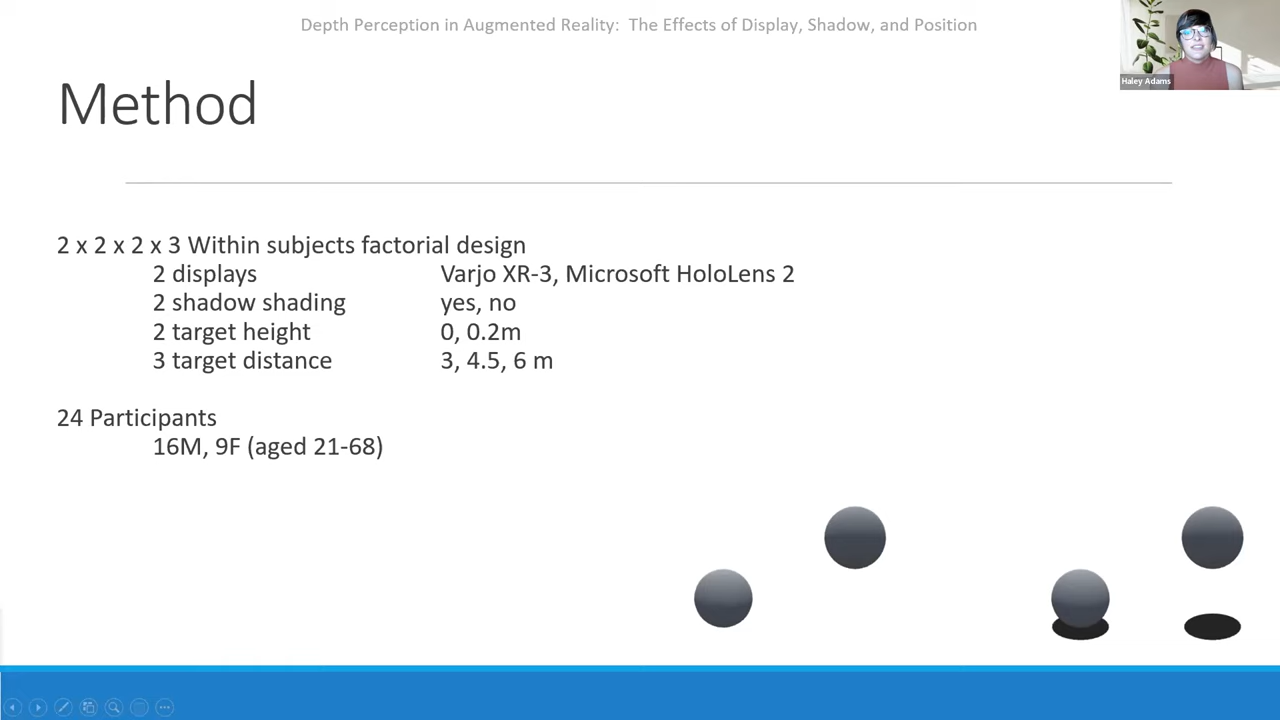 Depth Perception in Augmented Reality: The Effects of Display, Shadow, and Position
Haley Adams
Method
2 x 2 x 2 x 3 Within subjects factorial design
2 displays Varjo XR-3, Microsoft HoloLens 2
2 shadow shading yes, no
2 target height 0, 0.2m
3 target distance 3, 4.5, 6 m
24 Participants
16M, 9F (aged 21-68)